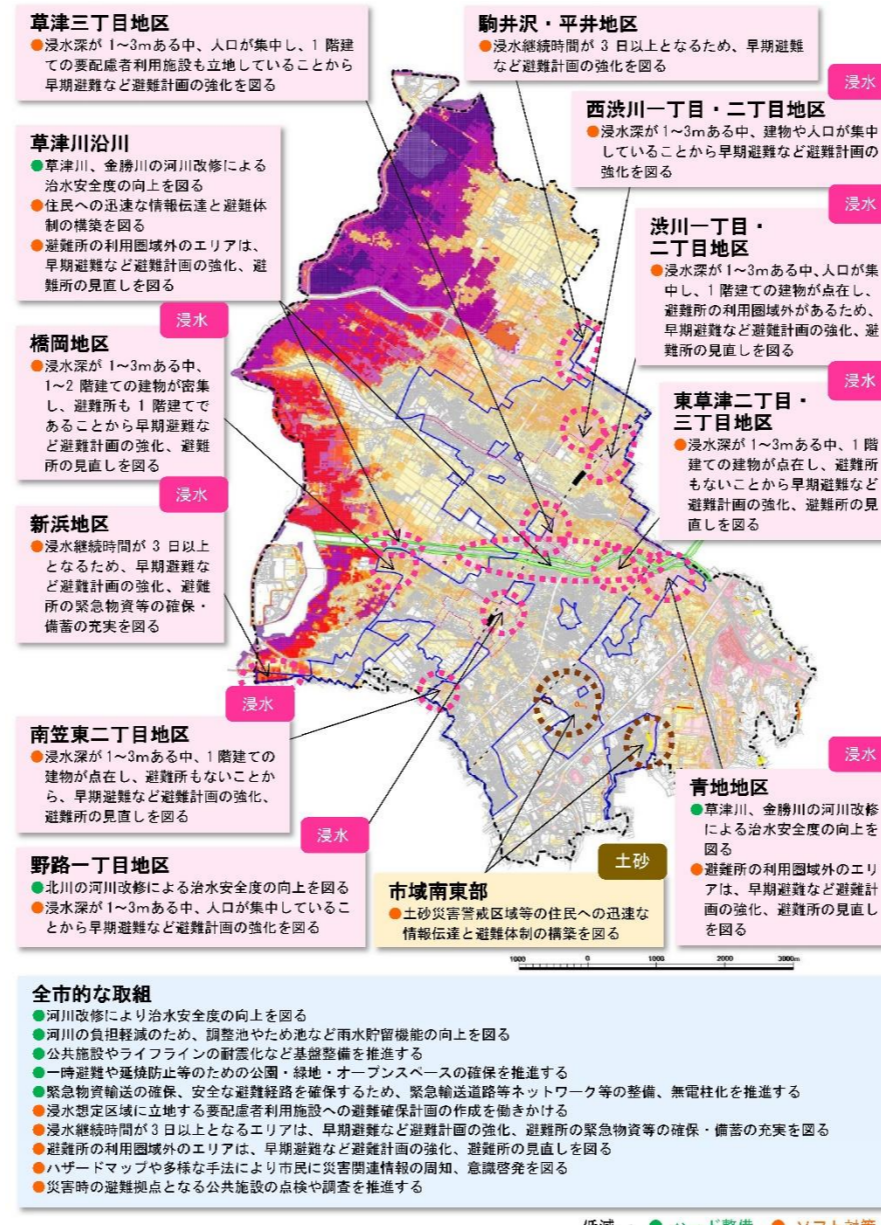 草津三丁目地区
●浸水深が 1~3mある中、人口が集中し、1 階建
ての要配慮者利用施設も立地していることから
早期避難など避難計画の強化を図る
駒井沢・平井地区
●浸水継続時間が 3 日以上となるため、早期避難
など避難計画の強化を図る
浸水
西渋川一丁目・二丁目地区
●浸水深が 1~3mある中、建物や人口が集中
していることから早期避難など避難計画の
強化を図る
浸水
草津川沿川
●草津川、金勝川の河川改修による
治水安全度の向上を図る
●住民への迅速な情報伝達と避難体
制の構築を図る
●避難所の利用圏域外のエリアは、
早期避難など避難計画の強化、避
難所の見直しを図る
浸水
渋川一丁目・
二丁目地区
●浸水深が 1~3mある中、人口が集
中し、1 階建ての建物が点在し、
避難所の利用圏域外があるため、
早期避難など避難計画の強化、避
難所の見直しを図る
浸水
橋岡地区
●浸水深が 1~3mある中、
1~2 階建ての建物が密集
し、避難所も 1 階建てで
あることから早期避難な
ど避難計画の強化、避難
所の見直しを図る
浸水
東草津二丁目・
三丁目地区
●浸水深が 1~3mある中、1 階
建ての建物が点在し、避難所
もないことから早期避難など
避難計画の強化、避難所の見
直しを図る
新浜地区
●浸水継続時間が 3 日以上
となるため、早期避難な
ど避難計画の強化、避難
所の緊急物資等の確保・
備蓄の充実を図る
浸水
南笠東二丁目地区
●浸水深が 1~3mある中、1 階建ての
建物が点在し、避難所もないことか
ら、早期避難など避難計画の強化、
避難所の見直しを図る
浸水
青地地区
●草津川、金勝川の河川改修
による治水安全度の向上を
図る
●避難所の利用圏域外のエリ
アは、早期避難など避難計
画の強化、避難所の見直し
を図る
浸水
野路一丁目地区
●北川の河川改修による治水安全度の向上を図る
●浸水深が 1~3mある中、人口が集中しているこ
とから早期避難など避難計画の強化を図る
土砂
市域南東部
●土砂災害警戒区域等の住民への迅速な
情報伝達と避難体制の構築を図る
1000 0 1000 2000 3000m
全市的な取組
●河川改修により治水安全度の向上を図る
●河川の負担軽減のため、調整池やため池など雨水貯留機能の向上を図る
●公共施設やライフラインの耐震化など基盤整備を推進する
●一時避難や延焼防止等のための公園・緑地・オープンスペースの確保を推進する
●緊急物資輸送の確保、安全な避難経路を確保するため、緊急輸送道路等ネットワーク等の整備、無電柱化を推進する
●浸水想定区域に立地する要配慮者利用施設への避難確保計画の作成を働きかける
●浸水継続時間が3日以上となるエリアは、早期避難など避難計画の強化、避難所の緊急物資等の確保・備蓄の充実を図る
●避難所の利用圏域外のエリアは、早期避難など避難計画の強化、避難所の見直しを図る
●ハザードマップや多様な手法により市民に災害関連情報の周知、意識啓発を図る
●災害時の避難拠点となる公共施設の点検や調査を推進する